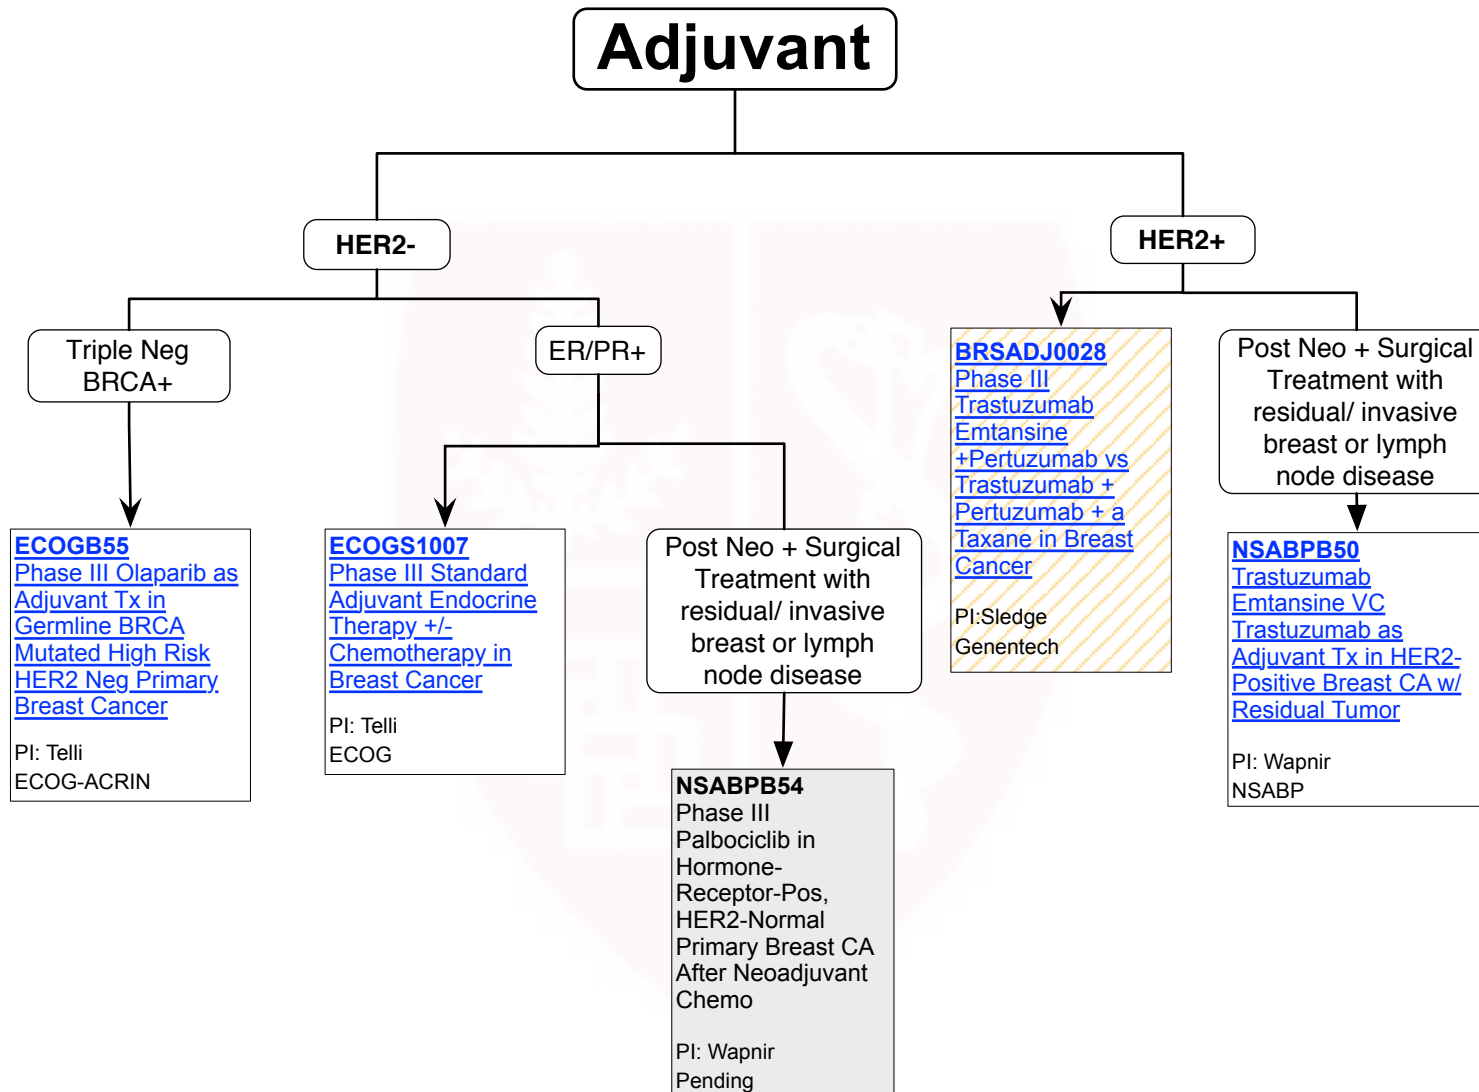 Adjuvant
HER2-
HER2+
Triple Neg
BRCA+
ER/PR+
ECOGB55
Phase III Olaparib as
Adjuvant Tx in
Germline BRCA
Mutated High Risk
HER2 Neg Primary
Breast Cancer
PI: Telli
ECOG-ACRIN
ECOGS1007
Phase III Standard
Adjuvant Endocrine
Therapy +/-
Chemotherapy in
Breast Cancer
PI: Telli
ECOG
Post Neo + Surgical
Treatment with
residual/ invasive
breast or lymph
node disease
NSABPB54
Phase III
Palbociclib in
Hormone-
Receptor-Pos,
HER2-Normal
Primary Breast CA
After Neoadjuvant
Chemo
PI: Wapnir
Pending
BRSADJ0028
Phase III
Trastuzumab
Emtansine
+Pertuzumab vs
Trastuzumab +
Pertuzumab + a
Taxane in Breast
Cancer
PI:Sledge
Genentech
Post Neo + Surgical
Treatment with
residual/ invasive
breast or lymph
node disease
NSABPB50
Trastuzumab
Emtansine VC
Trastuzumab as
Adjuvant Tx in HER2-
Positive Breast CA w/
Residual Tumor
PI: Wapnir
NSABP